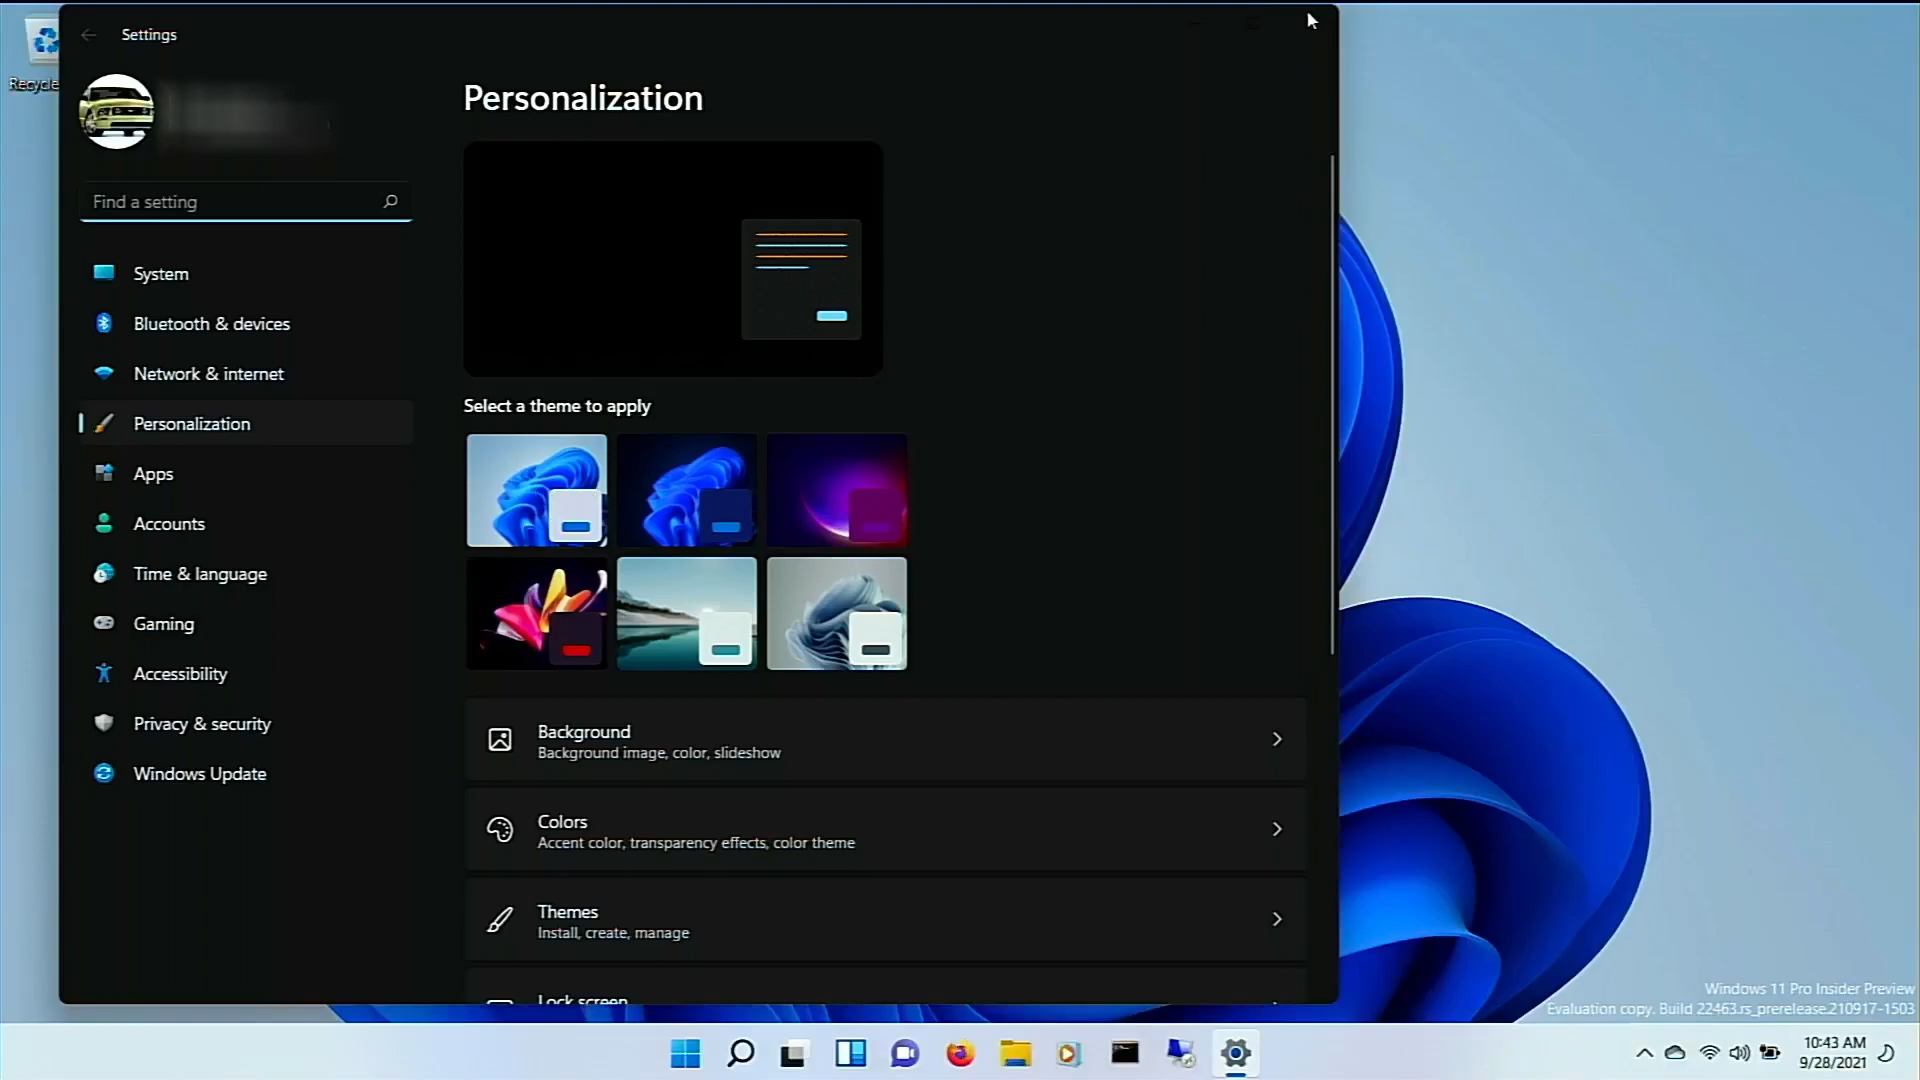 Settings
Recycle
Personalization
Find a setting
System
Bluetooth & devices
Network & internet
Personalization
Apps
Accounts
Time & language
Gaming
Accessibility
Privacy & security
Windows Update
Select a theme to apply
Background
Background image, color, slideshow
Colors
Accent color, transparency effects, color theme
Themes
Install, create, manage
Lock screen
Windows 11 Pro Insider Preview
Evaluation copy. Build 22463.rs_prerelease.210917-1503
10:43 AM
9/28/2021